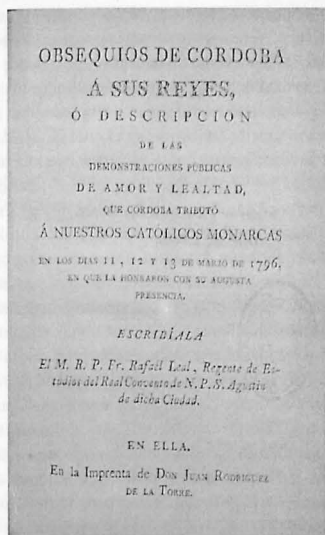 OBSEQUIOS DE CORDOBA
Á SUS REYES,
Ó DESCRIPCION
DE LAS
DEMONSTRACIONES PÚBLICAS
DE AMOR Y LEALTAD,
QUE CORDOBA TRIBUTÓ
Á NUESTROS CATÓLICOS MONARCAS
EN LOS DIAS 11, 12 Y 13 DE MARZO DE 1796,
EN QUE LA HONRARON CON SU AUGUSTA
PRESENCIA.
ESCRIBÍALA
El M. R. P. Fr. Rafaél Leal, Regente de Es-
tudios del Real Convento de N. P. S. Agustin
de dicha Ciudad.
EN ELLA.
En la Imprenta de DON JUAN RODRIGUEZ
DE LA TORRE.